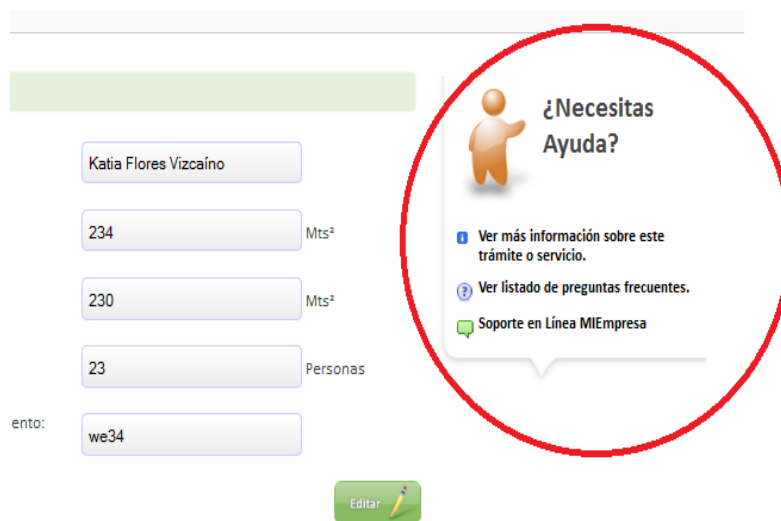 ¿Necesitas
Ayuda?
Katia Flores Vizcaíno
234 Mts²
Ver más información sobre este
trámite o servicio.
Ver listado de preguntas frecuentes.
230 Mts²
Soporte en Línea MIEmpresa
23 Personas
ento:
we34
Editar